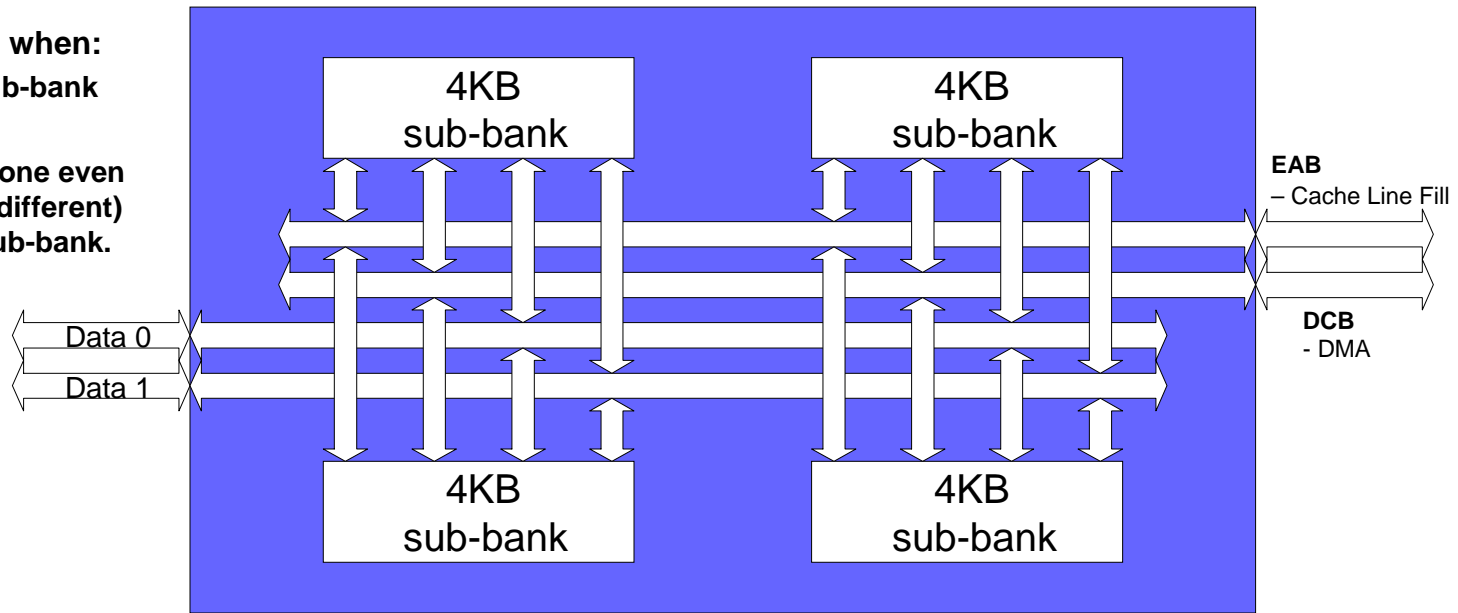 when:
b-bank
one even
different)
ub-bank.
4KB
sub-bank
4KB
sub-bank
EAB
– Cache Line Fill
DCB
- DMA
Data 0
Data 1
4KB
sub-bank
4KB
sub-bank